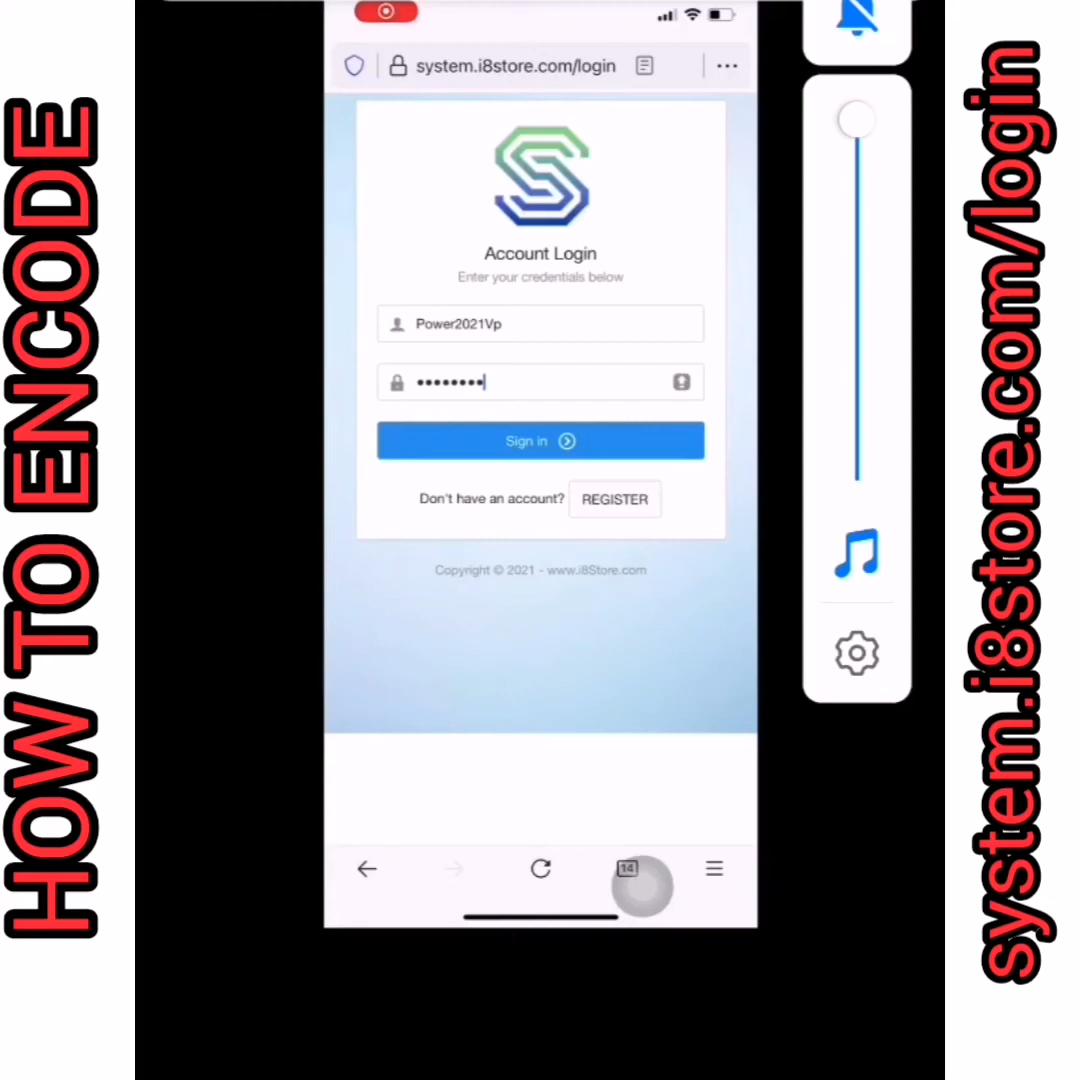 HOW TO ENCODE
system.i8store.com/login
Account Login
Enter your credentials below
Power2021Vp
•••••••••
Sign in
Don't have an account? REGISTER
Copyright © 2021 - www.i8Store.com
14
system.i8store.com/login